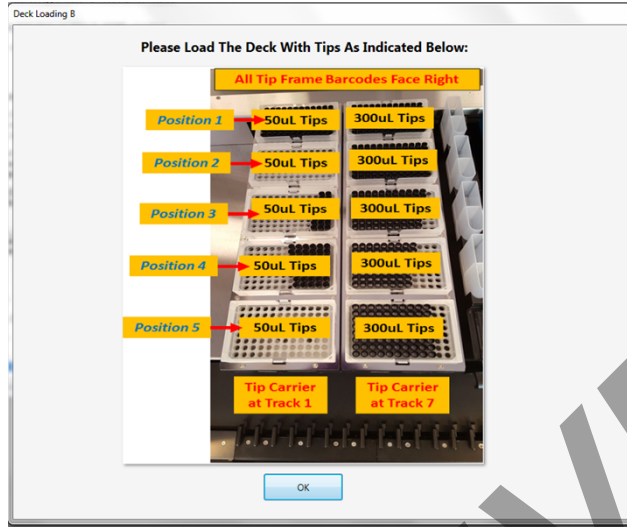 Deck Loading B
Please Load The Deck With Tips As Indicated Below:
All Tip Frame Barcodes Face Right
Position 1
50uL Tips
300uL Tips
Position 2
50uL Tips
300uL Tips
Position 3
50uL Tips
300uL Tips
Position 4
50uL Tips
300uL Tips
Position 5
50uL Tips
300uL Tips
Tip Carrier
at Track 1
Tip Carrier
at Track 7
OK